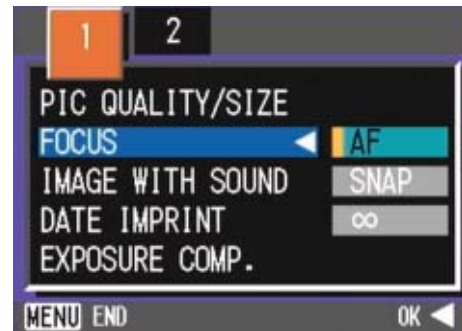 1 2
PIC QUALITY/SIZE
FOCUS AF
IMAGE WITH SOUND SNAP
DATE IMPRINT ∞
EXPOSURE COMP.
MENU END OK